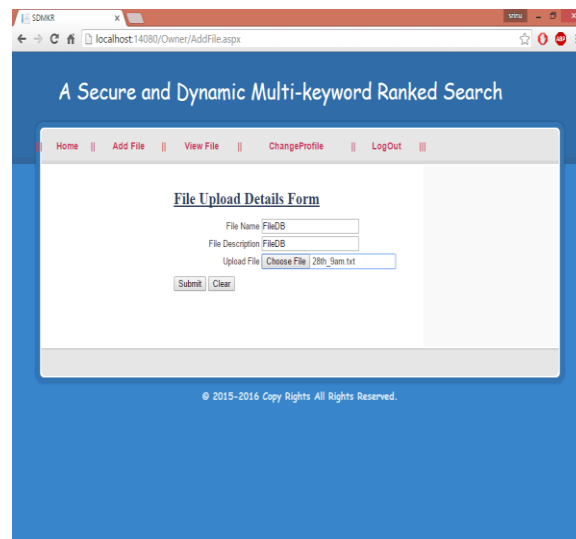 SDMKR
srinu
localhost:14080/Owner/AddFile.aspx
ABP
A Secure and Dynamic Multi-keyword Ranked Search
|| Home || Add File || View File || ChangeProfile || LogOut |||
File Upload Details Form
File Name FileDB
File Description FileDB
Upload File Choose File 28th_9am.txt
Submit Clear
© 2015-2016 Copy Rights All Rights Reserved.